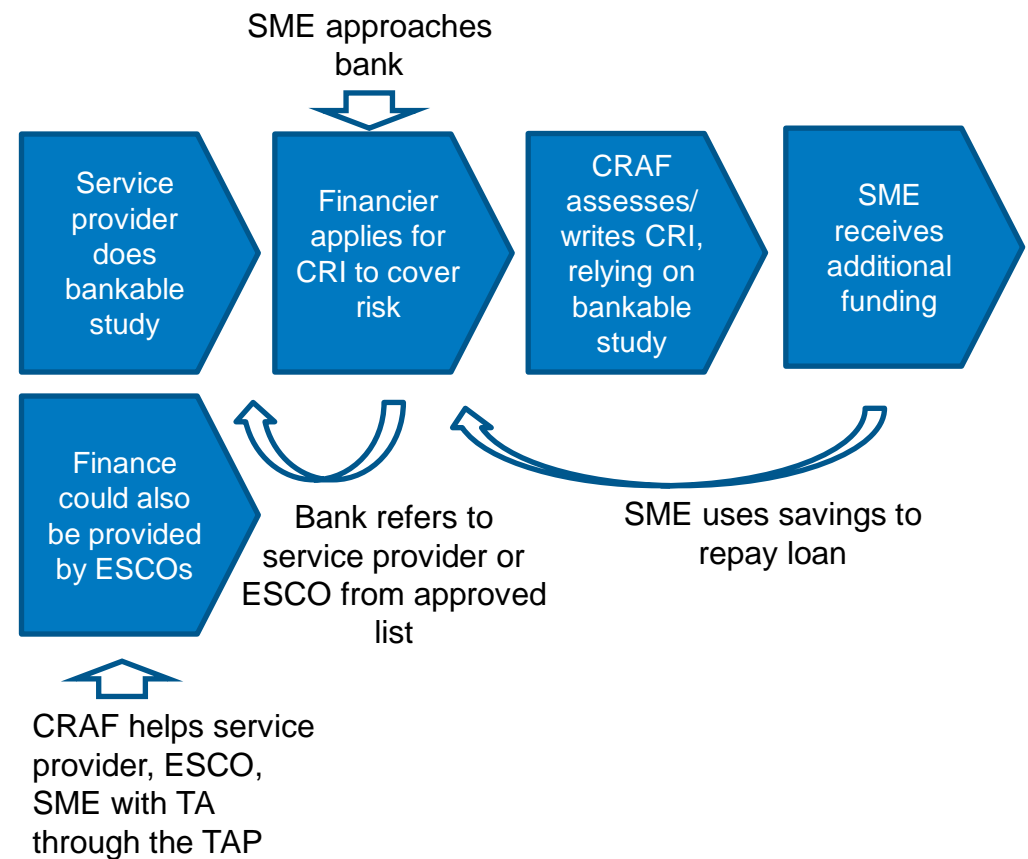 SME approaches
bank
Service
provider
does
bankable
study
Financier
applies for
CRI to cover
risk
CRAF
assesses/
writes CRI,
relying on
bankable
study
SME
receives
additional
funding
Finance
could also
be provided
by ESCOs
Bank refers to
service provider or
ESCO from approved
list
SME uses savings to
repay loan
CRAF helps service
provider, ESCO,
SME with TA
through the TAP